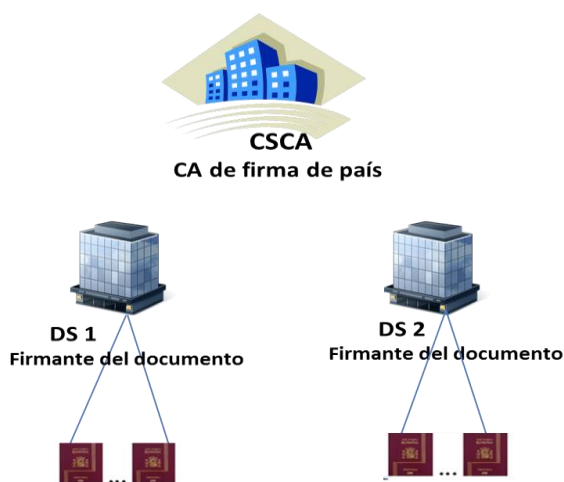 CSCA
CA de firma de país
DS 1
Firmante del documento
DS 2
Firmante del documento
...
...